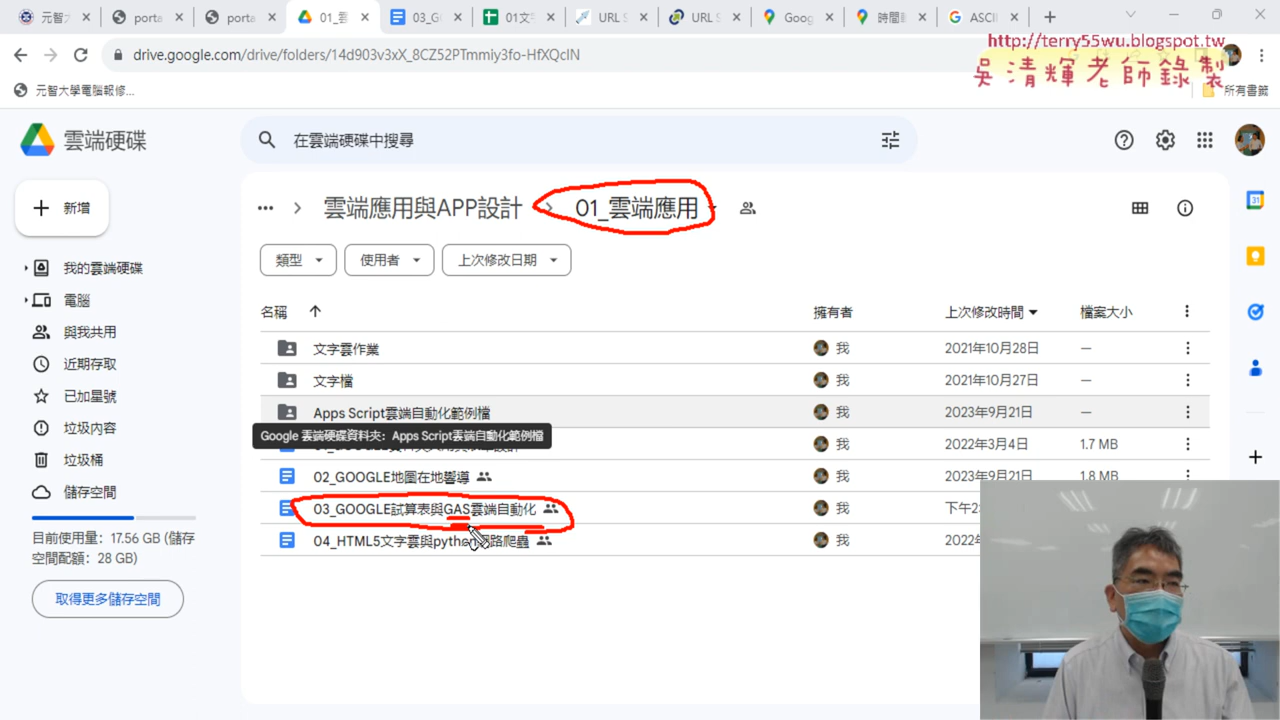 元智大
porta
porta
01_雲
03_G
01文字
URL S
URL S
Goog
時間
ASCII
drive.google.com/drive/folders/14d903v3xX_8CZ52PTmmiy3fo-HfXQcIN
http://terry55wu.blogspot.tw
吳清輝老師錄製
元智大學電腦報修...
所有書籤
雲端硬碟
在雲端硬碟中搜尋
新增
雲端應用與APP設計
01_雲端應用
類型
使用者
上次修改日期
我的雲端硬碟
電腦
與我共用
近期存取
已加星號
垃圾內容
垃圾桶
儲存空間
目前使用量：17.56 GB (儲存
空間配額：28 GB)
取得更多儲存空間
名稱 擁有者 上次修改時間 檔案大小
文字雲作業 我 2021年10月28日 —
文字檔 我 2021年10月27日 —
Apps Script雲端自動化範例檔 我 2023年9月21日 —
Google 雲端硬碟資料夾：Apps Script雲端自動化範例檔
我 2022年3月4日 1.7 MB
02_GOOGLE地圖在地嚮導 我 2023年9月21日 1.8 MB
03_GOOGLE試算表與GAS雲端自動化 我 下午2
04_HTML5文字雲與python網路爬蟲 我 2022
31